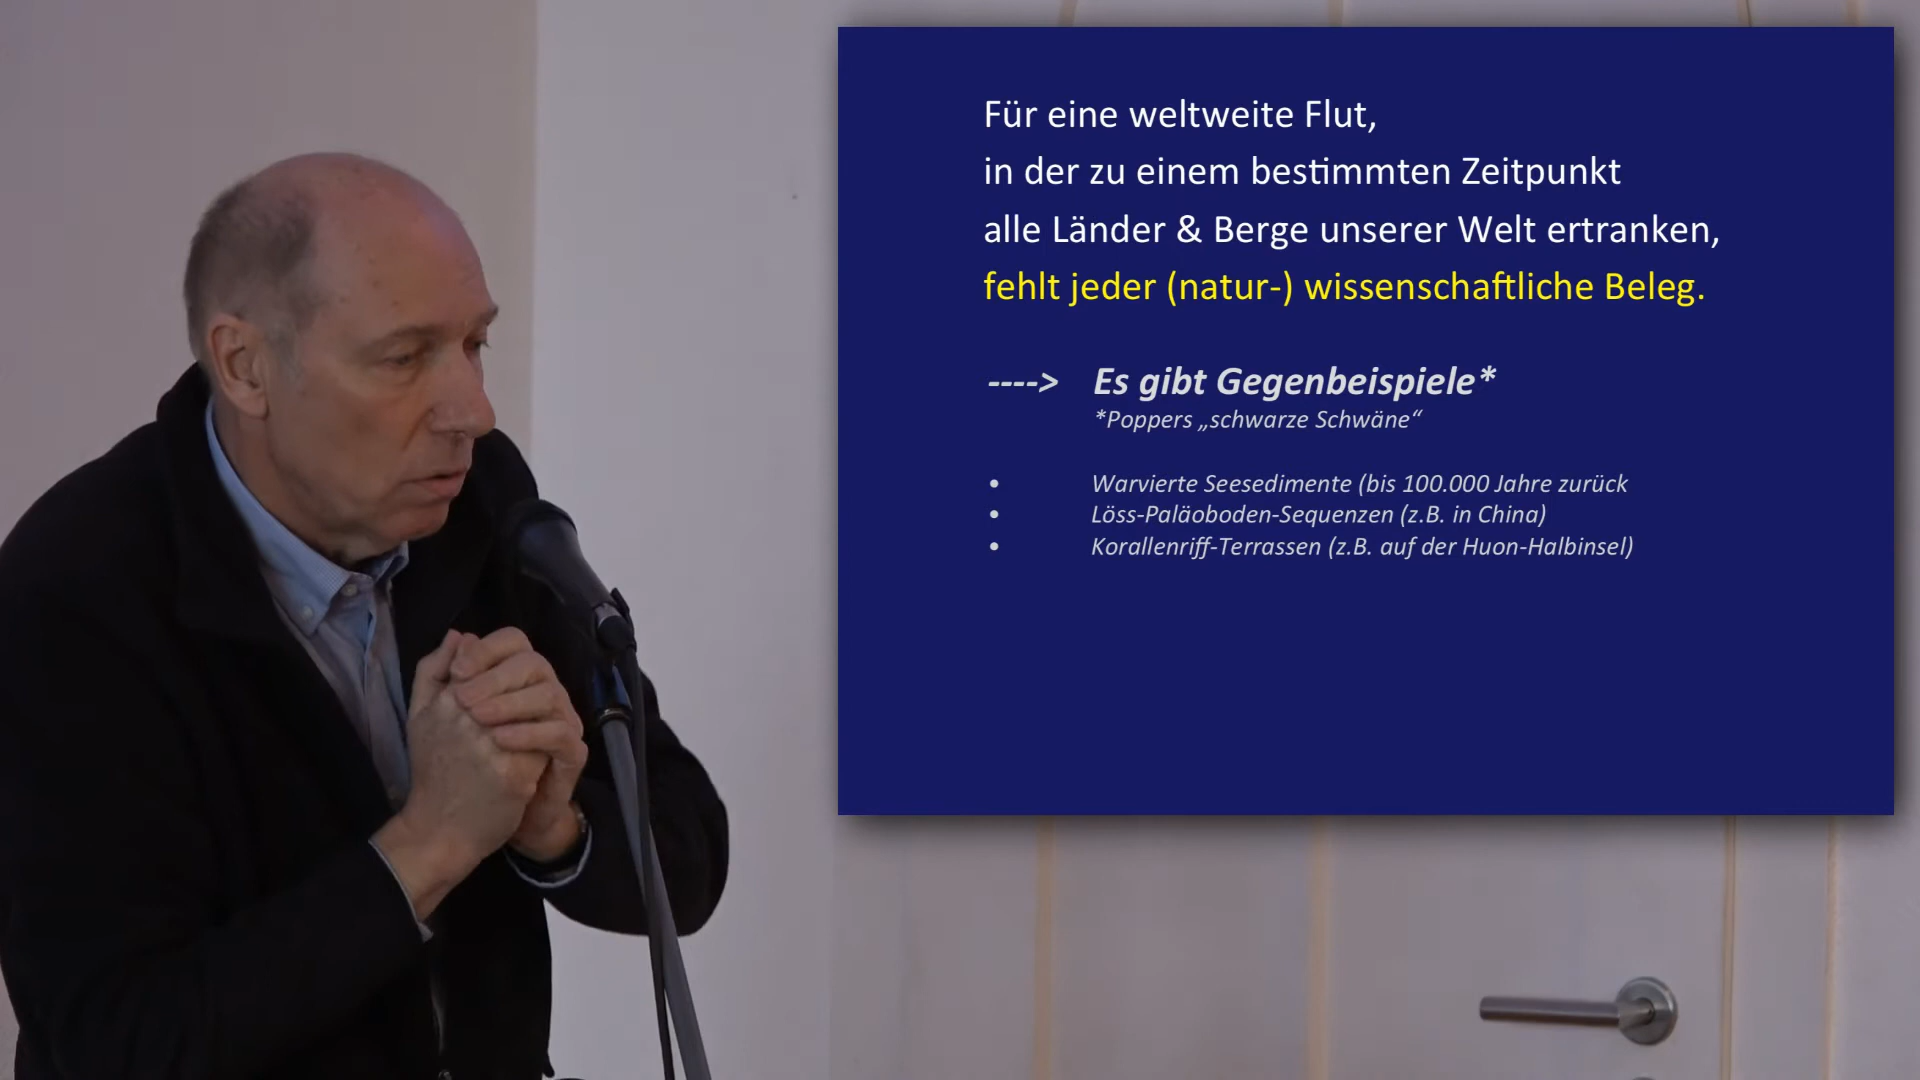 Für eine weltweite Flut,
in der zu einem bestimmten Zeitpunkt
alle Länder & Berge unserer Welt ertranken,
fehlt jeder (natur-) wissenschaftliche Beleg.
----> Es gibt Gegenbeispiele*
*Poppers „schwarze Schwäne“
• Warvierte Seesedimente (bis 100.000 Jahre zurück
• Löss-Paläoboden-Sequenzen (z.B. in China)
• Korallenriff-Terrassen (z.B. auf der Huon-Halbinsel)